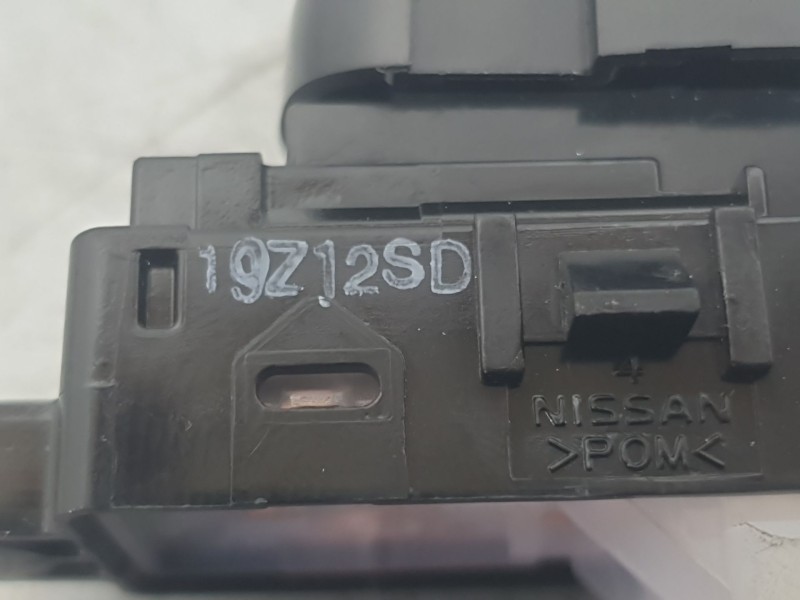 19Z12SD
4
NISSAN
>POM<